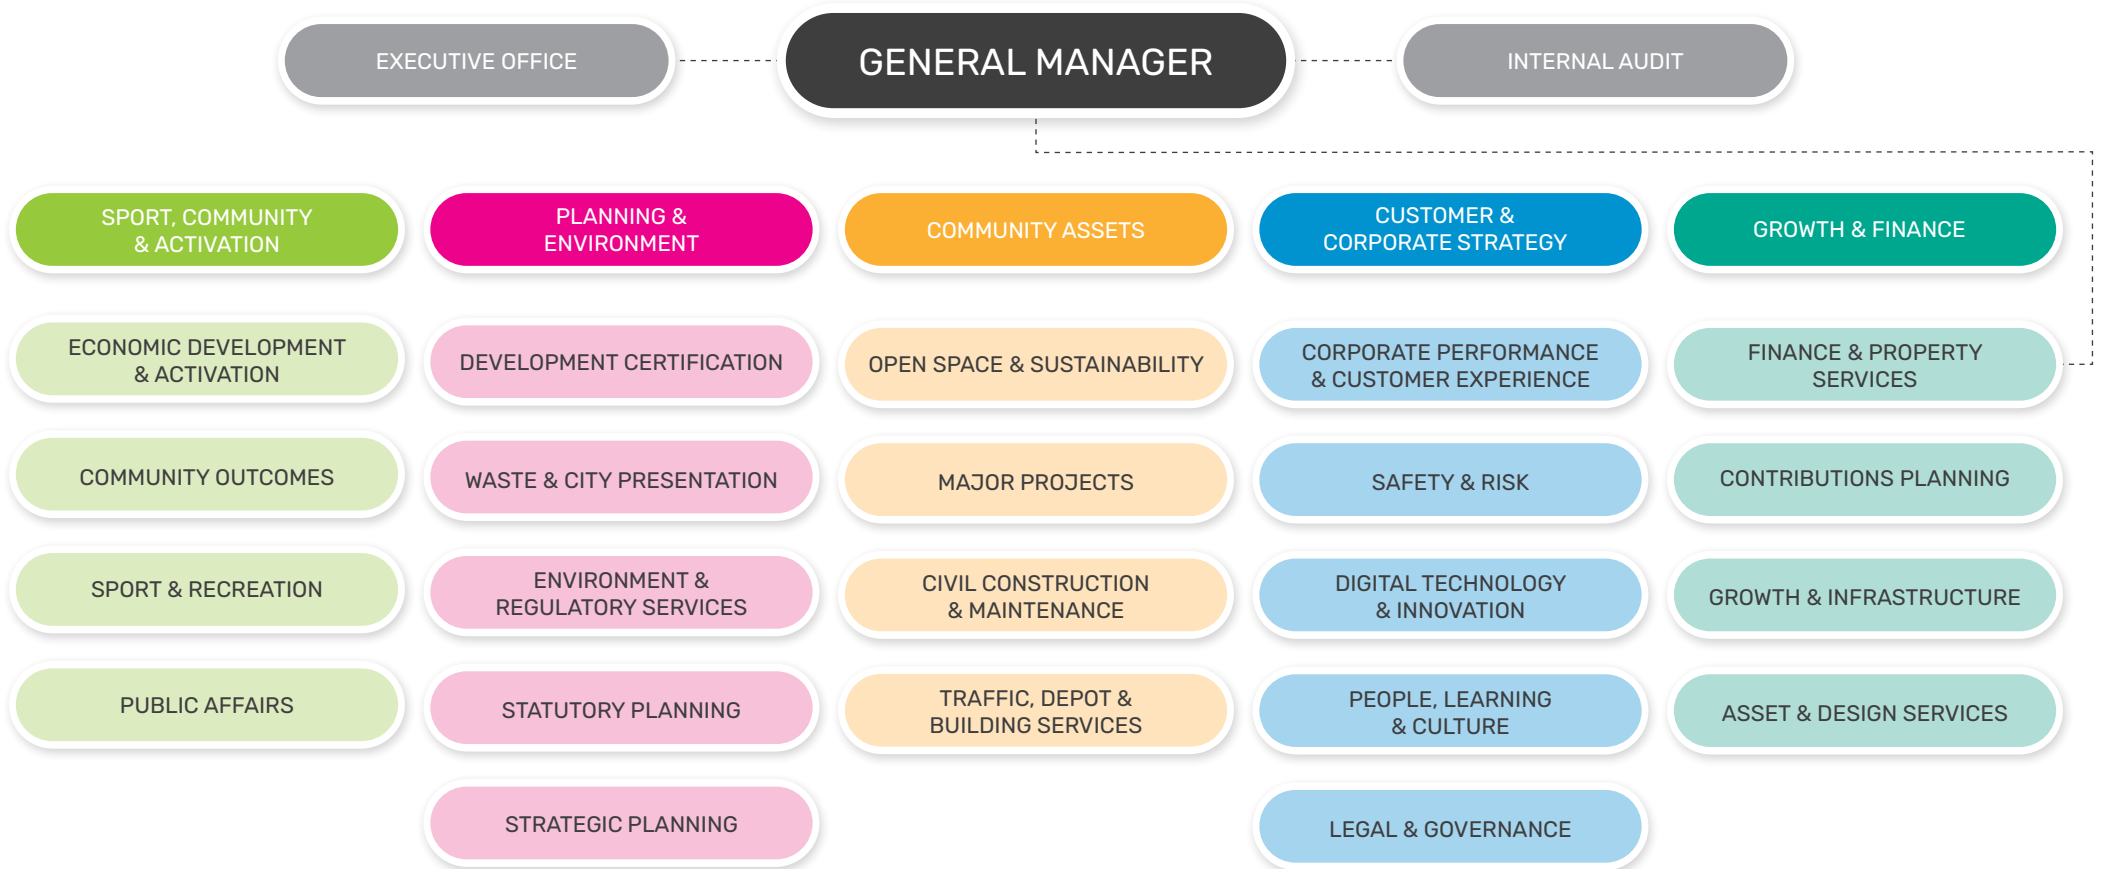 EXECUTIVE OFFICE
GENERAL MANAGER
INTERNAL AUDIT
SPORT, COMMUNITY
& ACTIVATION
ECONOMIC DEVELOPMENT
& ACTIVATION
COMMUNITY OUTCOMES
SPORT & RECREATION
PUBLIC AFFAIRS
PLANNING &
ENVIRONMENT
DEVELOPMENT CERTIFICATION
WASTE & CITY PRESENTATION
ENVIRONMENT &
REGULATORY SERVICES
STATUTORY PLANNING
STRATEGIC PLANNING
COMMUNITY ASSETS
OPEN SPACE & SUSTAINABILITY
MAJOR PROJECTS
CIVIL CONSTRUCTION
& MAINTENANCE
TRAFFIC, DEPOT &
BUILDING SERVICES
CUSTOMER &
CORPORATE STRATEGY
CORPORATE PERFORMANCE
& CUSTOMER EXPERIENCE
SAFETY & RISK
DIGITAL TECHNOLOGY
& INNOVATION
PEOPLE, LEARNING
& CULTURE
LEGAL & GOVERNANCE
GROWTH & FINANCE
FINANCE & PROPERTY
SERVICES
CONTRIBUTIONS PLANNING
GROWTH & INFRASTRUCTURE
ASSET & DESIGN SERVICES